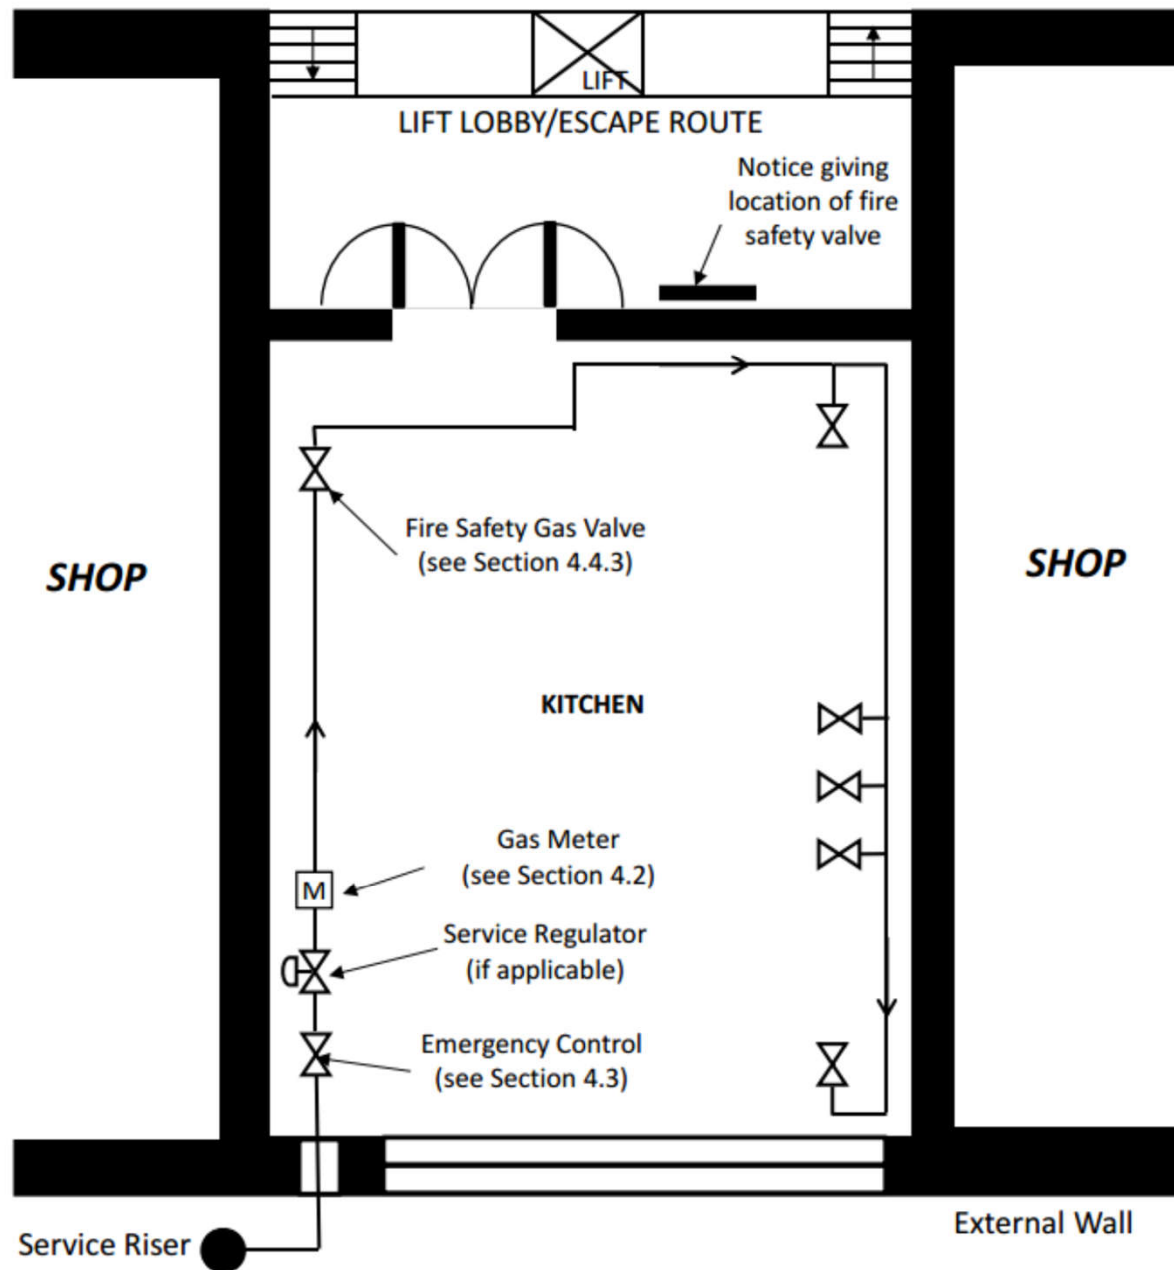 LIFT
LIFT LOBBY/ESCAPE ROUTE
Notice giving
location of fire
safety valve
Fire Safety Gas Valve
(see Section 4.4.3)
SHOP
SHOP
KITCHEN
Gas Meter
(see Section 4.2)
M
Service Regulator
(if applicable)
Emergency Control
(see Section 4.3)
External Wall
Service Riser